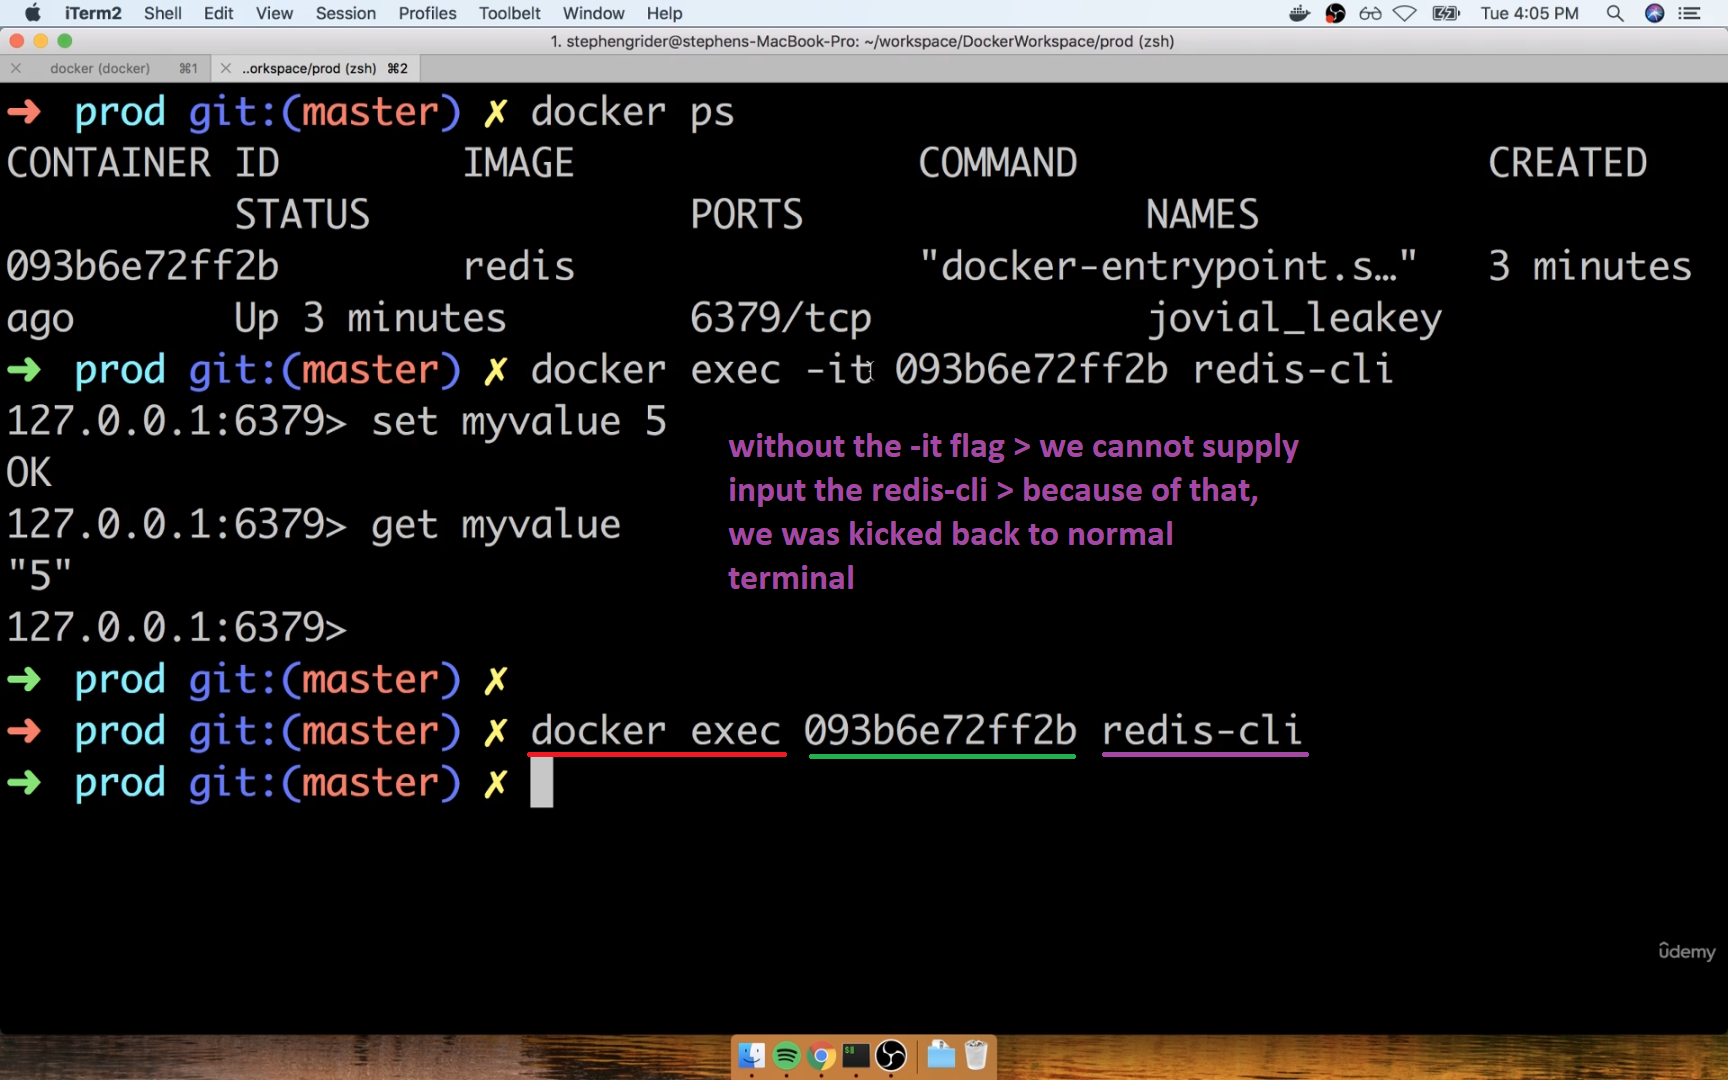 iTerm2 Shell Edit View Session Profiles Toolbelt Window Help Tue 4:05 PM
1. stephengrider@stephens-MacBook-Pro: ~/workspace/DockerWorkspace/prod (zsh)
docker (docker) ⌘1 ..orkspace/prod (zsh) ⌘2
➜ prod git:(master) ✗ docker ps
CONTAINER ID IMAGE COMMAND CREATED
STATUS PORTS NAMES
093b6e72ff2b redis "docker-entrypoint.s…" 3 minutes
ago Up 3 minutes 6379/tcp jovial_leakey
➜ prod git:(master) ✗ docker exec -it 093b6e72ff2b redis-cli
127.0.0.1:6379> set myvalue 5
OK
127.0.0.1:6379> get myvalue
"5"
127.0.0.1:6379>
without the -it flag > we cannot supply
input the redis-cli > because of that,
we was kicked back to normal
terminal
➜ prod git:(master) ✗
➜ prod git:(master) ✗ docker exec 093b6e72ff2b redis-cli
➜ prod git:(master) ✗
ûdemy